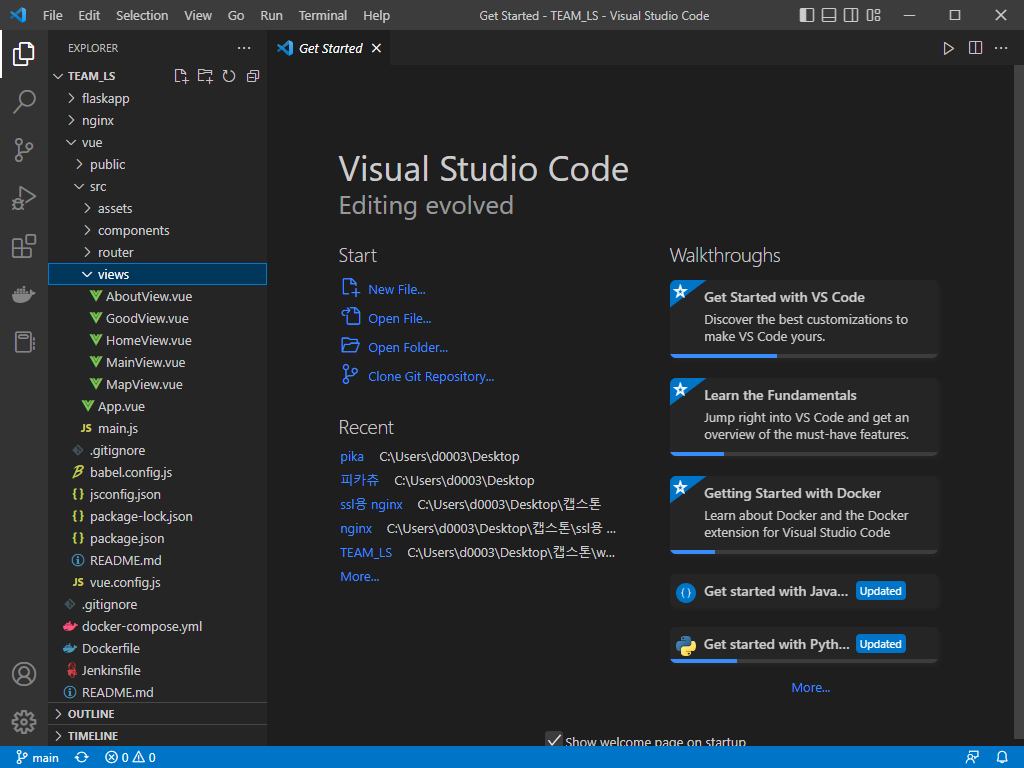 File Edit Selection View Go Run Terminal Help Get Started - TEAM_LS - Visual Studio Code
EXPLORER
TEAM_LS
flaskapp
nginx
vue
public
src
assets
components
router
views
AboutView.vue
GoodView.vue
HomeView.vue
MainView.vue
MapView.vue
App.vue
JS main.js
.gitignore
babel.config.js
{} jsconfig.json
{} package-lock.json
{} package.json
README.md
JS vue.config.js
.gitignore
docker-compose.yml
Dockerfile
Jenkinsfile
README.md
OUTLINE
TIMELINE
Get Started
Visual Studio Code
Editing evolved
Start
New File...
Open File...
Open Folder...
Clone Git Repository...
Recent
pika C:\Users\d0003\Desktop
피카츄 C:\Users\d0003\Desktop
ssl용 nginx C:\Users\d0003\Desktop\캡스톤
nginx C:\Users\d0003\Desktop\캡스톤\ssl용 ...
TEAM_LS C:\Users\d0003\Desktop\캡스톤\w...
More...
Walkthroughs
Get Started with VS Code
Discover the best customizations to
make VS Code yours.
Learn the Fundamentals
Jump right into VS Code and get an
overview of the must-have features.
Getting Started with Docker
Learn about Docker and the Docker
extension for Visual Studio Code
Get started with Java... Updated
Get started with Pyth... Updated
More...
Show welcome page on startup
main 0 0